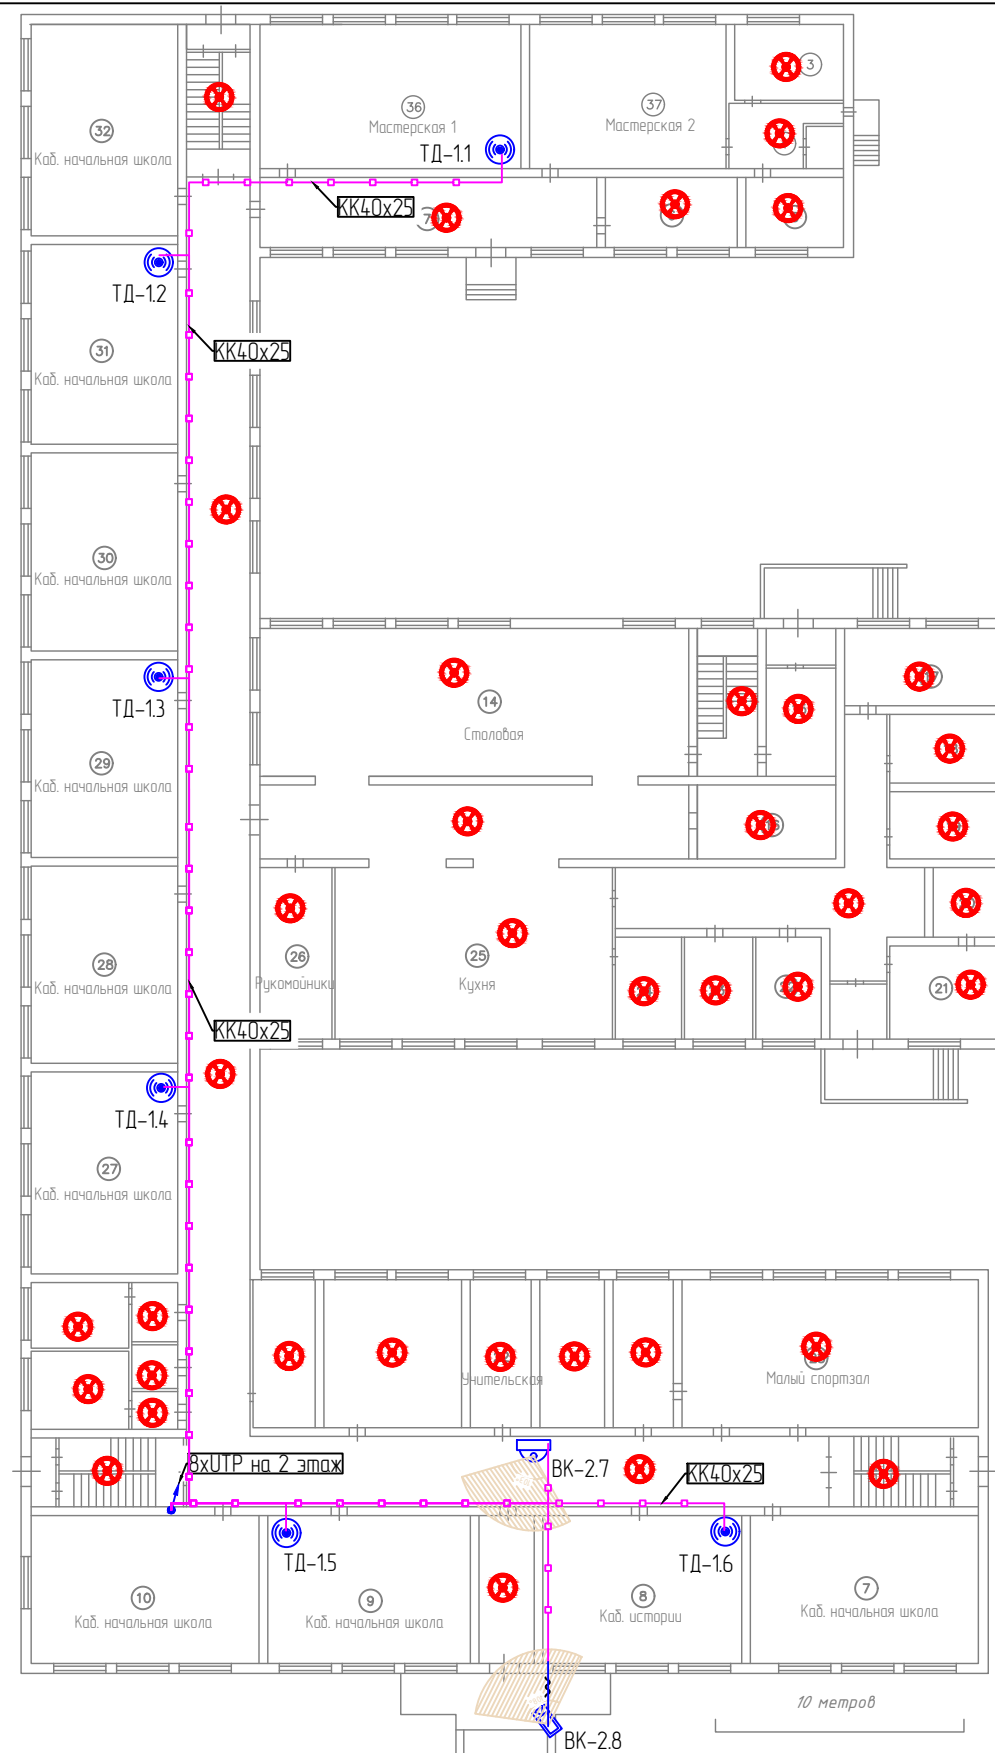 3
36
Мастерская 1
37
Мастерская 2
ТД-1.1
32
Каб. начальная школа
КК40х25
ТД-1.2
КК40х25
31
Каб. начальная школа
30
Каб. начальная школа
ТД-1.3
14
Столовая
29
Каб. начальная школа
28
Каб. начальная школа
26
Рукомойники
25
Кухня
21
КК40х25
ТД-1.4
27
Каб. начальная школа
Учительская
Малый спортзал
8хUTP на 2 этаж
ВК-2.7
КК40х25
ТД-1.5
ТД-1.6
10
Каб. начальная школа
9
Каб. начальная школа
8
Каб. истории
7
Каб. начальная школа
10 метров
ВК-2.8